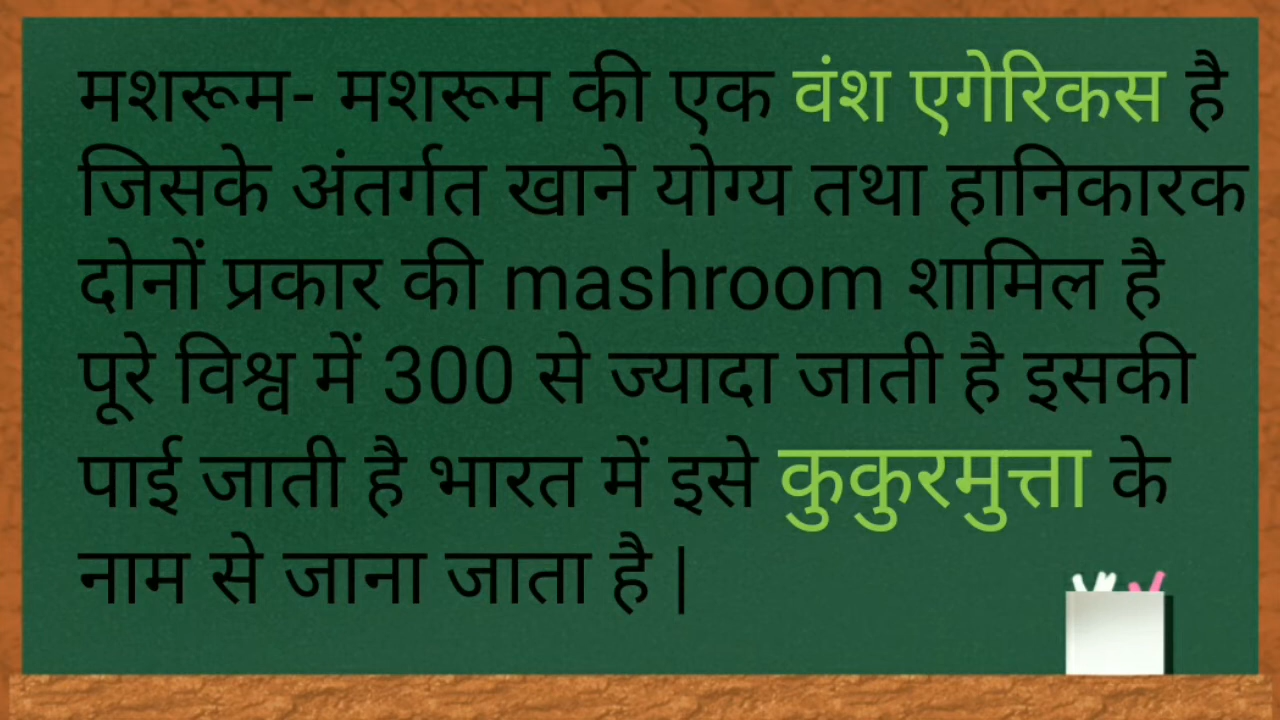 मशरूम- मशरूम की एक वंश एगेरिकस है
जिसके अंतर्गत खाने योग्य तथा हानिकारक
दोनों प्रकार की mashroom शामिल है
पूरे विश्व में 300 से ज्यादा जाती है इसकी
पाई जाती है भारत में इसे कुकुरमुत्ता के
नाम से जाना जाता है |